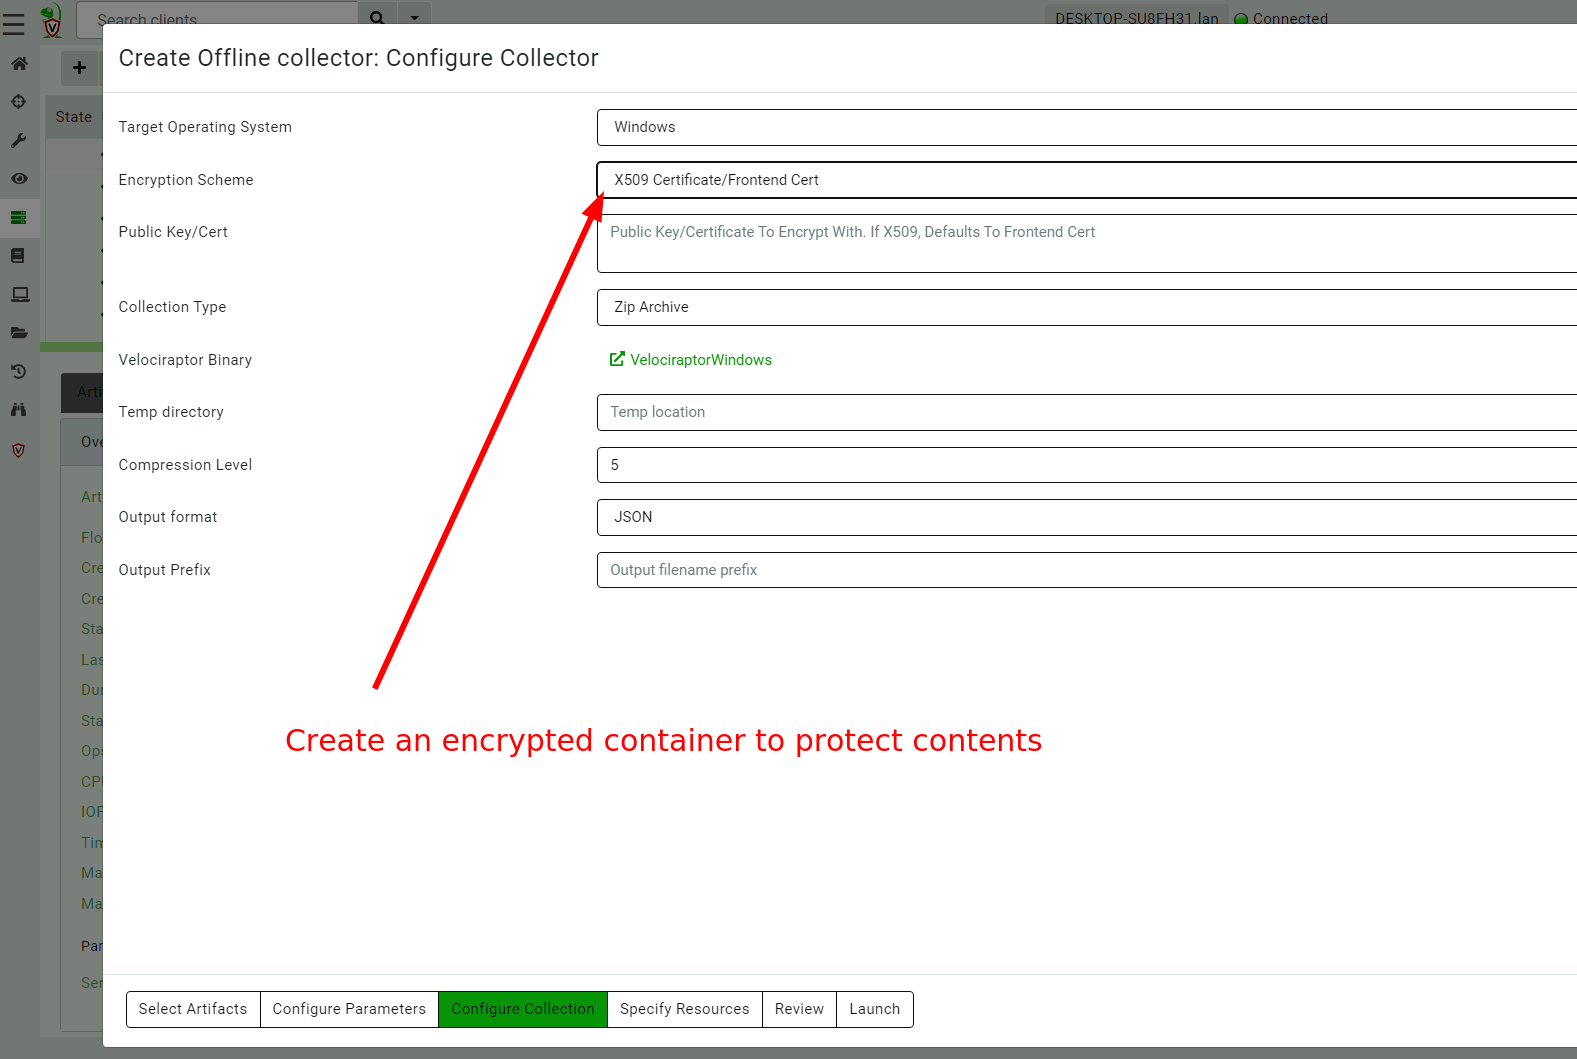 Search clients
DESKTOP-SU8FH31.lan Connected
Create Offline collector: Configure Collector
State
Target Operating System
Windows
Encryption Scheme
X509 Certificate/Frontend Cert
Public Key/Cert
Public Key/Certificate To Encrypt With. If X509, Defaults To Frontend Cert
Collection Type
Zip Archive
Velociraptor Binary
VelociraptorWindows
Temp directory
Temp location
Compression Level
5
Output format
JSON
Output Prefix
Output filename prefix
Arti
Ove
Art
Flo
Cre
Cre
Sta
Las
Dur
Sta
Ops
CPU
IOP
Tim
Ma
Ma
Par
Ser
Create an encrypted container to protect contents
Select Artifacts
Configure Parameters
Configure Collection
Specify Resources
Review
Launch